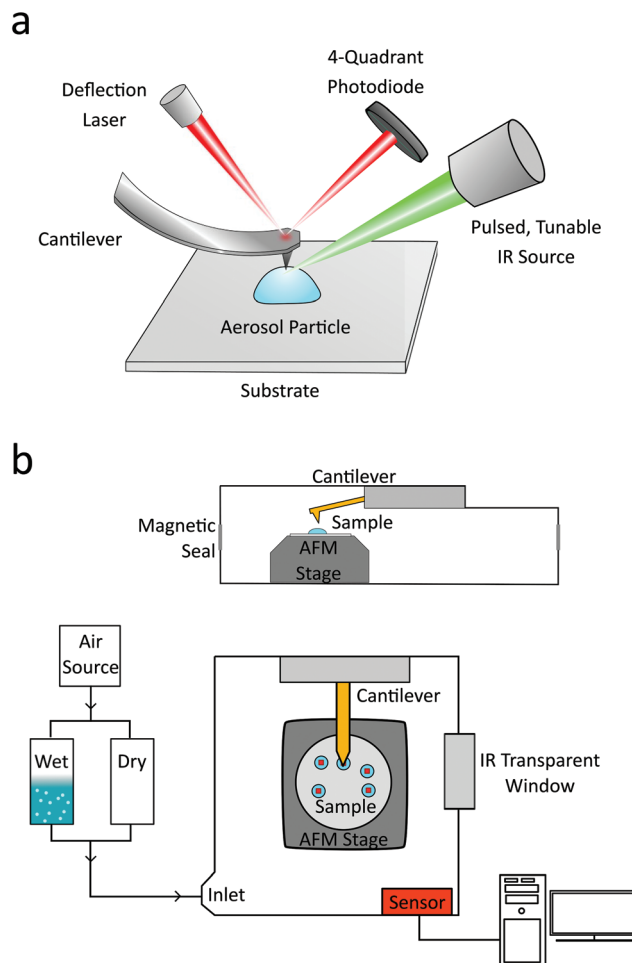 a
Deflection
Laser
4-Quadrant
Photodiode
Cantilever
Pulsed, Tunable
IR Source
Aerosol Particle
Substrate
b
Cantilever
Magnetic
Seal
Sample
AFM
Stage
Air
Source
Wet
Dry
Cantilever
IR Transparent
Window
Sample
AFM Stage
Inlet
Sensor